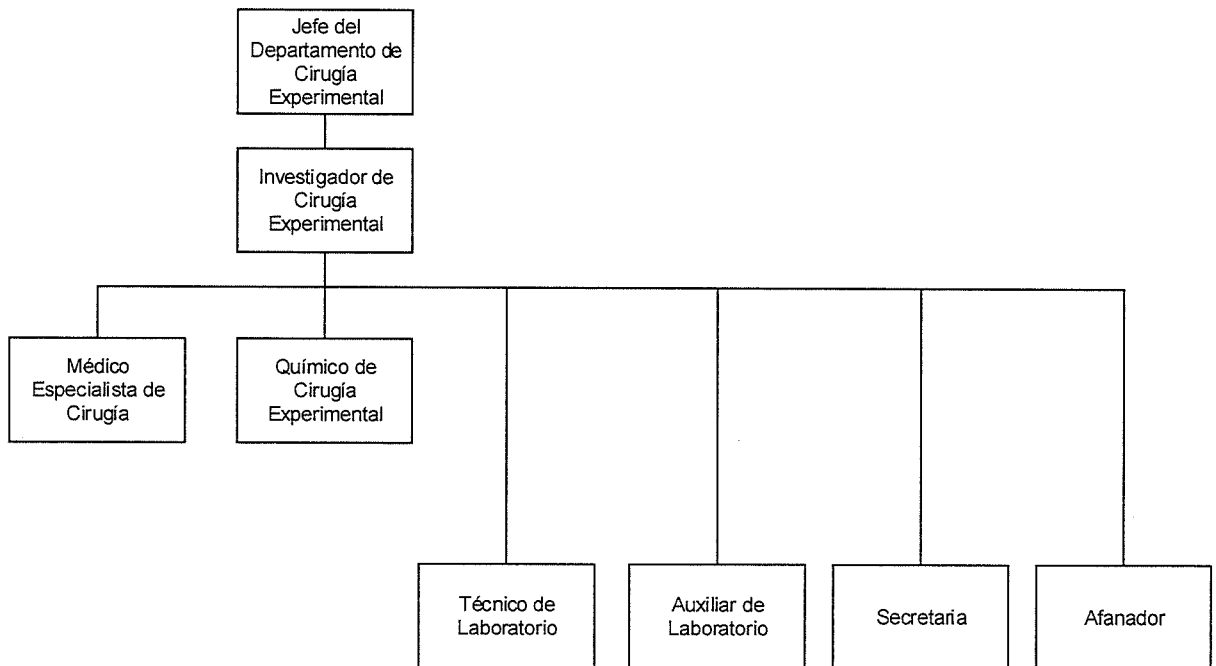 Jefe del
Departamento de
Cirugía
Experimental
Investigador de
Cirugía
Experimental
Médico
Especialista de
Cirugía
Químico de
Cirugía
Experimental
Técnico de
Laboratorio
Auxiliar de
Laboratorio
Secretaria
Afanador